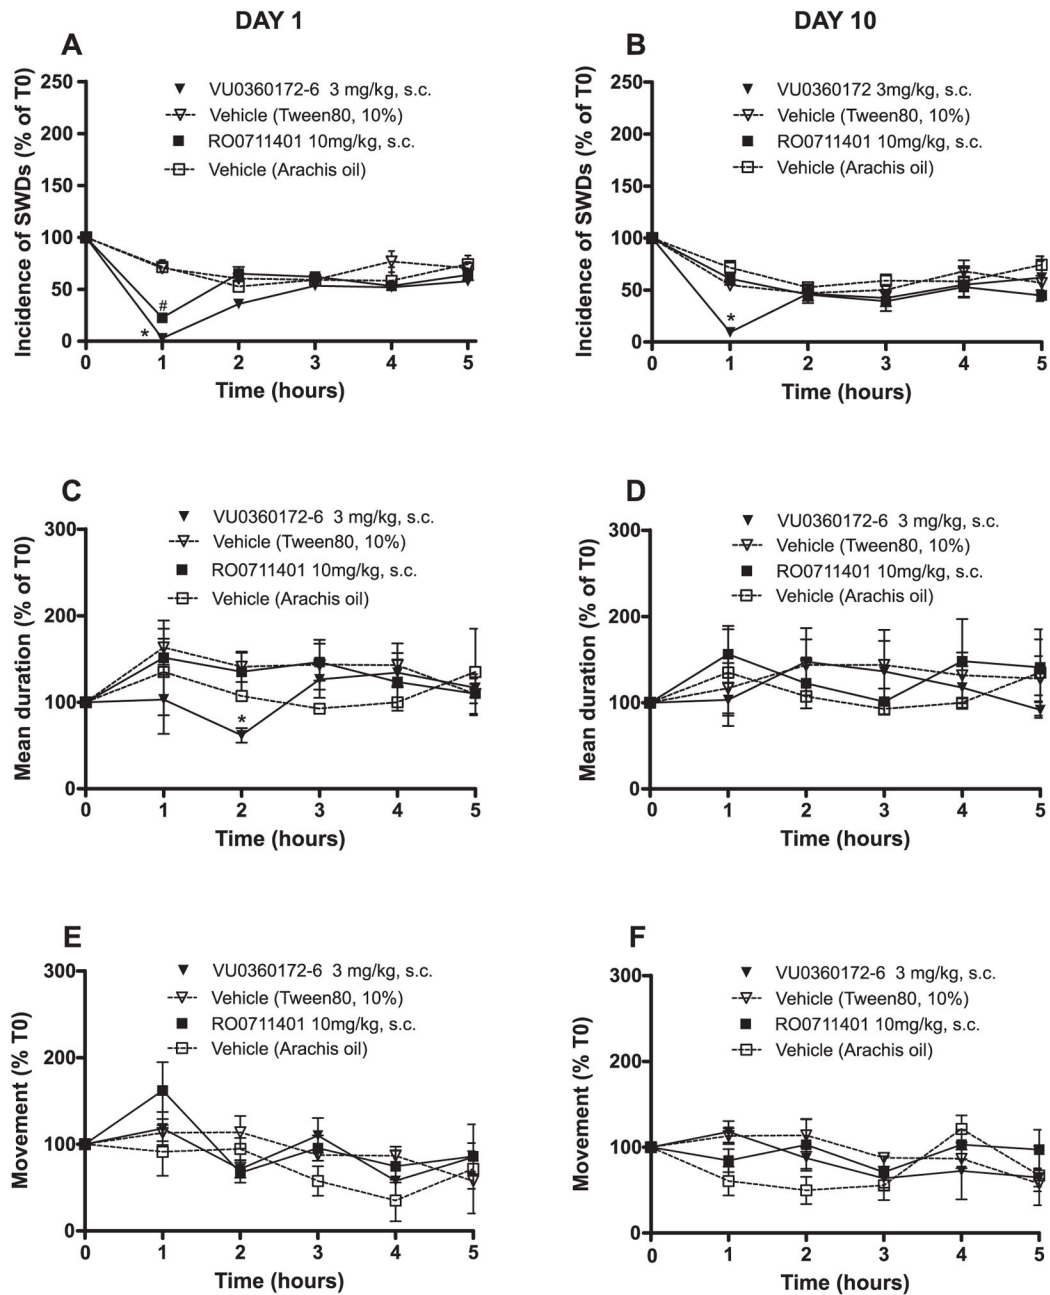 DAY 1
DAY 10
A
VU0360172-6 3 mg/kg, s.c.
Vehicle (Tween80, 10%)
RO0711401 10mg/kg, s.c.
Vehicle (Arachis oil)
Incidence of SWDs (% of T0)
250
200
150
100
50
0
#
*
0 1 2 3 4 5
Time (hours)
B
VU0360172 3mg/kg, s.c.
Vehicle (Tween80, 10%)
RO0711401 10mg/kg, s.c.
Vehicle (Arachis oil)
Incidence of SWDs (% of T0)
250
200
150
100
50
0
*
0 1 2 3 4 5
Time (hours)
C
VU0360172-6 3 mg/kg, s.c.
Vehicle (Tween80, 10%)
RO0711401 10mg/kg, s.c.
Vehicle (Arachis oil)
Mean duration (% of T0)
300
200
100
0
*
0 1 2 3 4 5
Time (hours)
D
VU0360172-6 3 mg/kg, s.c.
Vehicle (Tween80, 10%)
RO0711401 10mg/kg, s.c.
Vehicle (Arachis oil)
Mean duration (% of T0)
300
200
100
0
0 1 2 3 4 5
Time (hours)
E
VU0360172-6 3 mg/kg, s.c.
Vehicle (Tween80, 10%)
RO0711401 10mg/kg, s.c.
Vehicle (Arachis oil)
Movement (% T0)
300
200
100
0
0 1 2 3 4 5
Time (hours)
F
VU0360172-6 3 mg/kg, s.c.
Vehicle (Tween80, 10%)
RO0711401 10mg/kg, s.c.
Vehicle (Arachis oil)
Movement (% T0)
300
200
100
0
0 1 2 3 4 5
Time (hours)